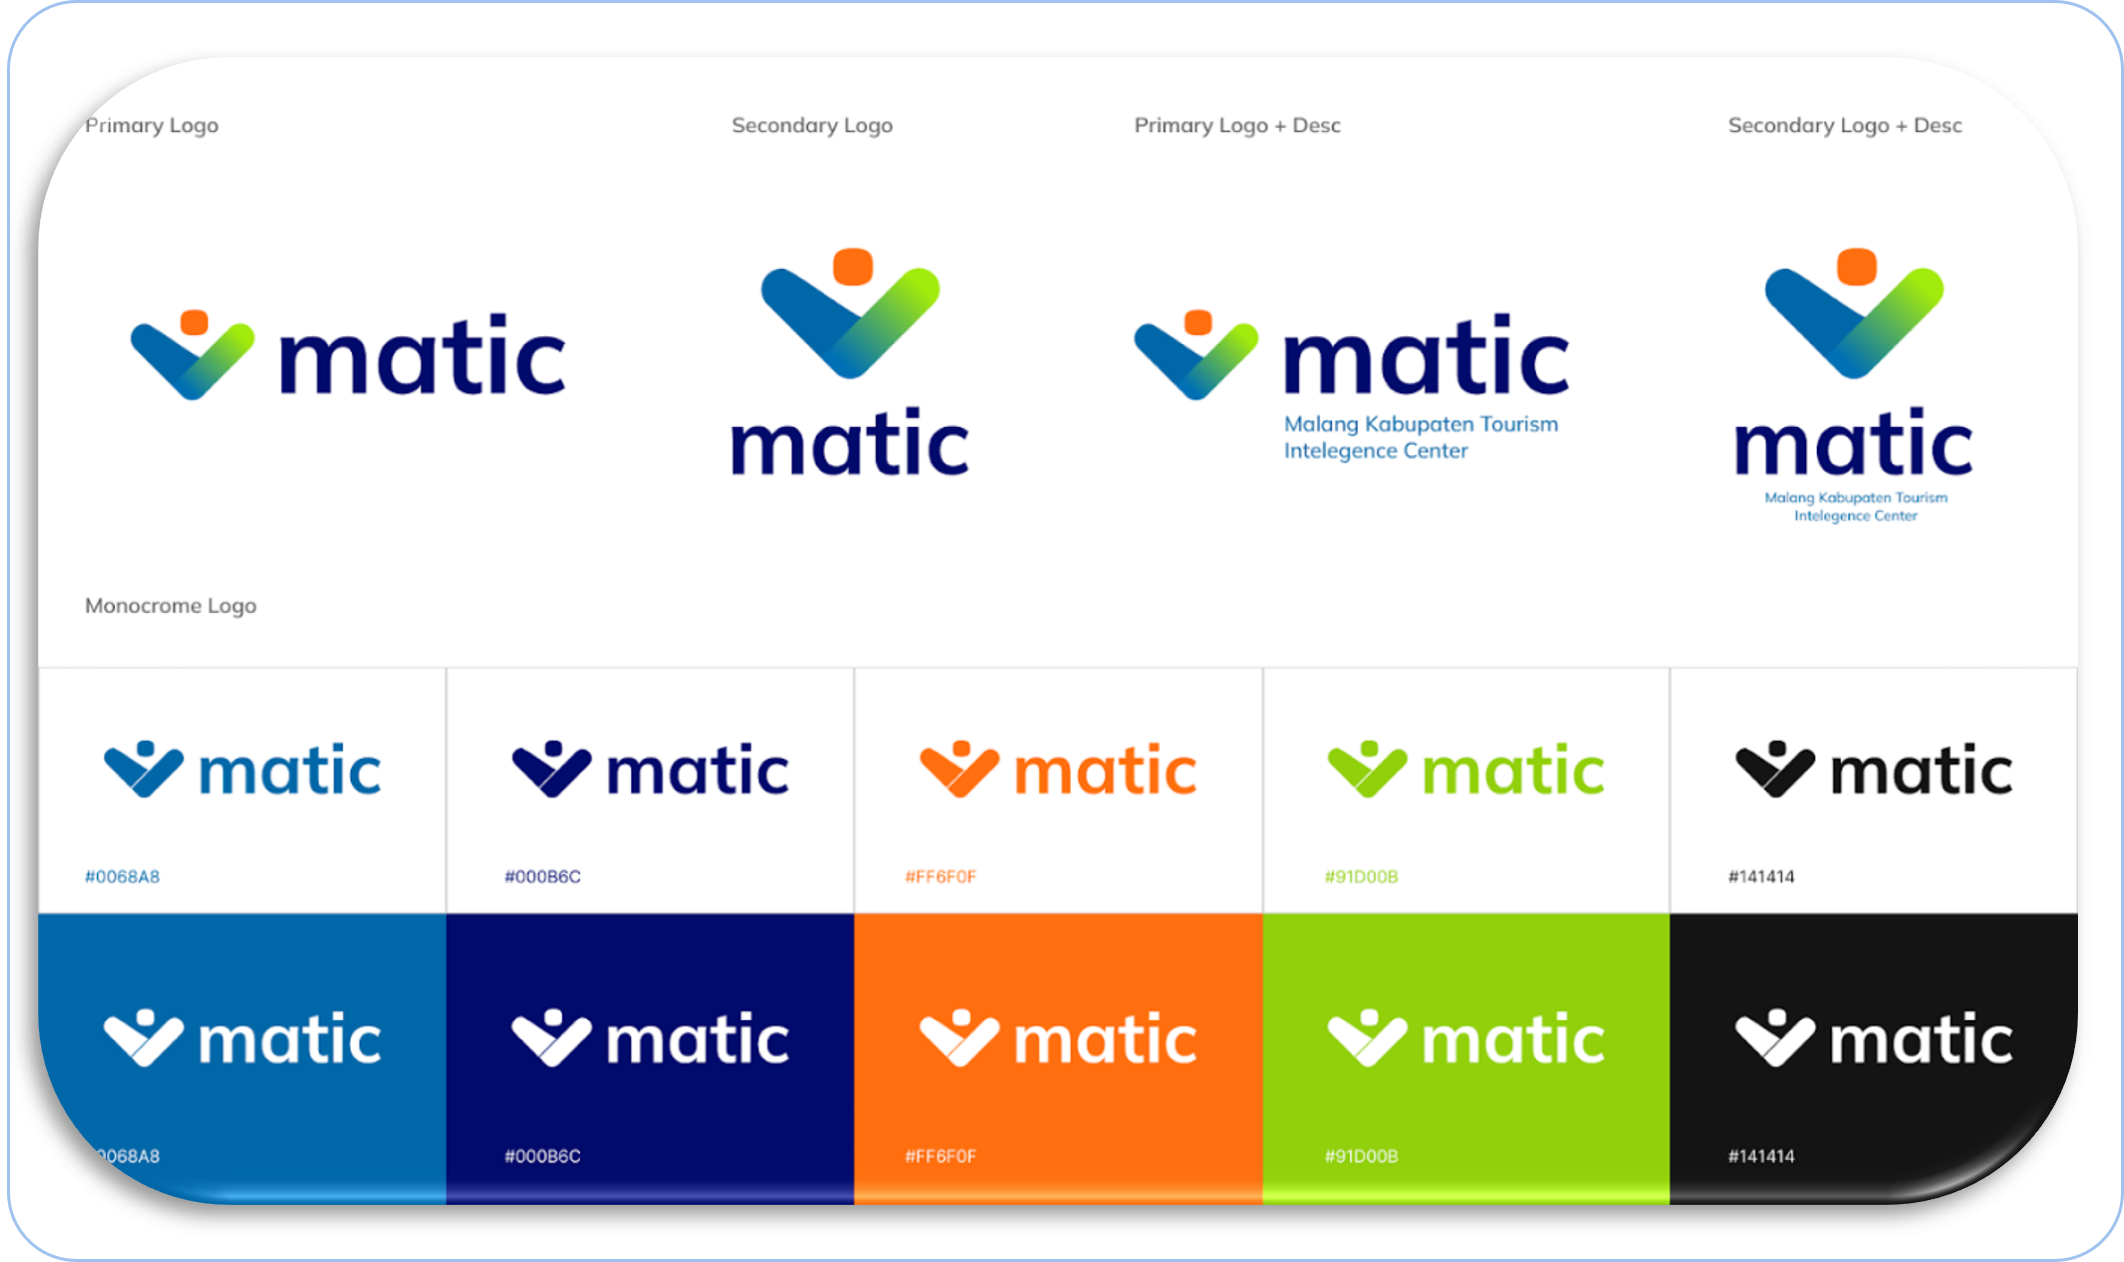 Primary Logo
Secondary Logo
Primary Logo + Desc
Secondary Logo + Desc
matic
matic
matic
Malang Kabupaten Tourism
Intelegence Center
matic
Malang Kabupaten Tourism
Intelegence Center
Monocrome Logo
matic
matic
matic
matic
matic
#0068A8
#000B6C
#FF6F0F
#91D00B
#141414
matic
matic
matic
matic
matic
0068A8
#000B6C
#FF6F0F
#91D00B
#141414